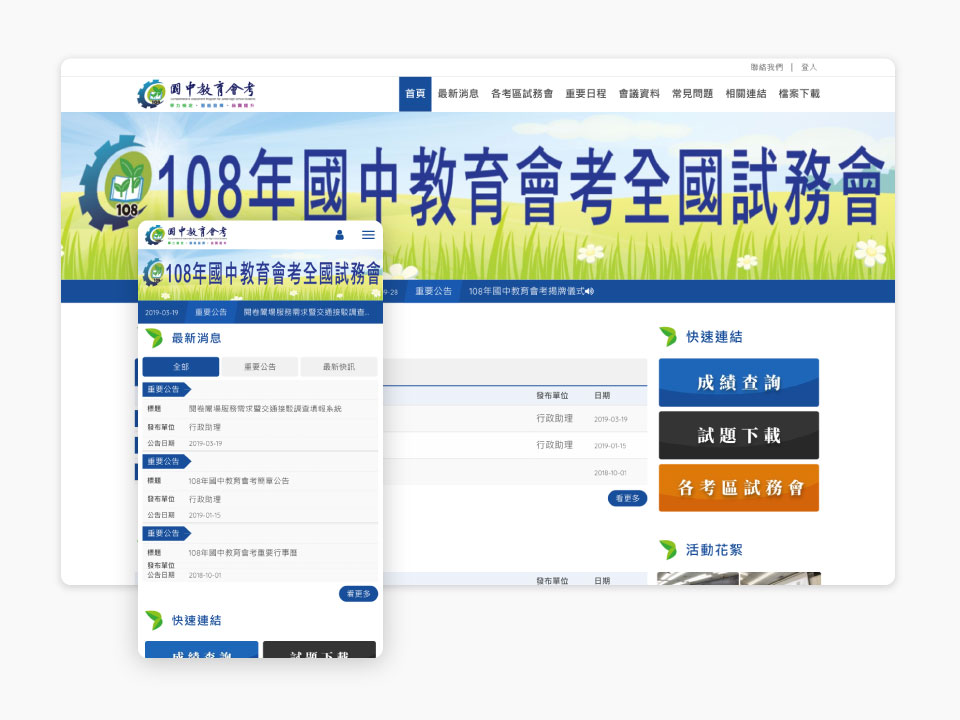 聯絡我們 | 登入
國中教育會考
首頁 最新消息 各考區試務會 重要日程 會議資料 常見問題 相關連結 檔案下載
108年國中教育會考全國試務會
108
9-28 重要公告 108年國中教育會考揭牌儀式
快速連結
成績查詢
試題下載
各考區試務會
活動花絮
發布單位 日期
行政助理 2019-03-19
行政助理 2019-01-15
2018-10-01
看更多
發布單位 日期
國中教育會考
108年國中教育會考全國試務會
2019-03-19 重要公告 闈卷闈場服務需求暨交通接駁調查...
最新消息
全部 重要公告 最新快訊
重要公告
標題 闈卷闈場服務需求暨交通接駁調查填報系統
發布單位 行政助理
公告日期 2019-03-19
重要公告
標題 108年國中教育會考簡章公告
發布單位 行政助理
公告日期 2019-01-15
重要公告
標題 108年國中教育會考重要行事曆
發布單位
公告日期 2018-10-01
看更多
快速連結
成績查詢 試題下載